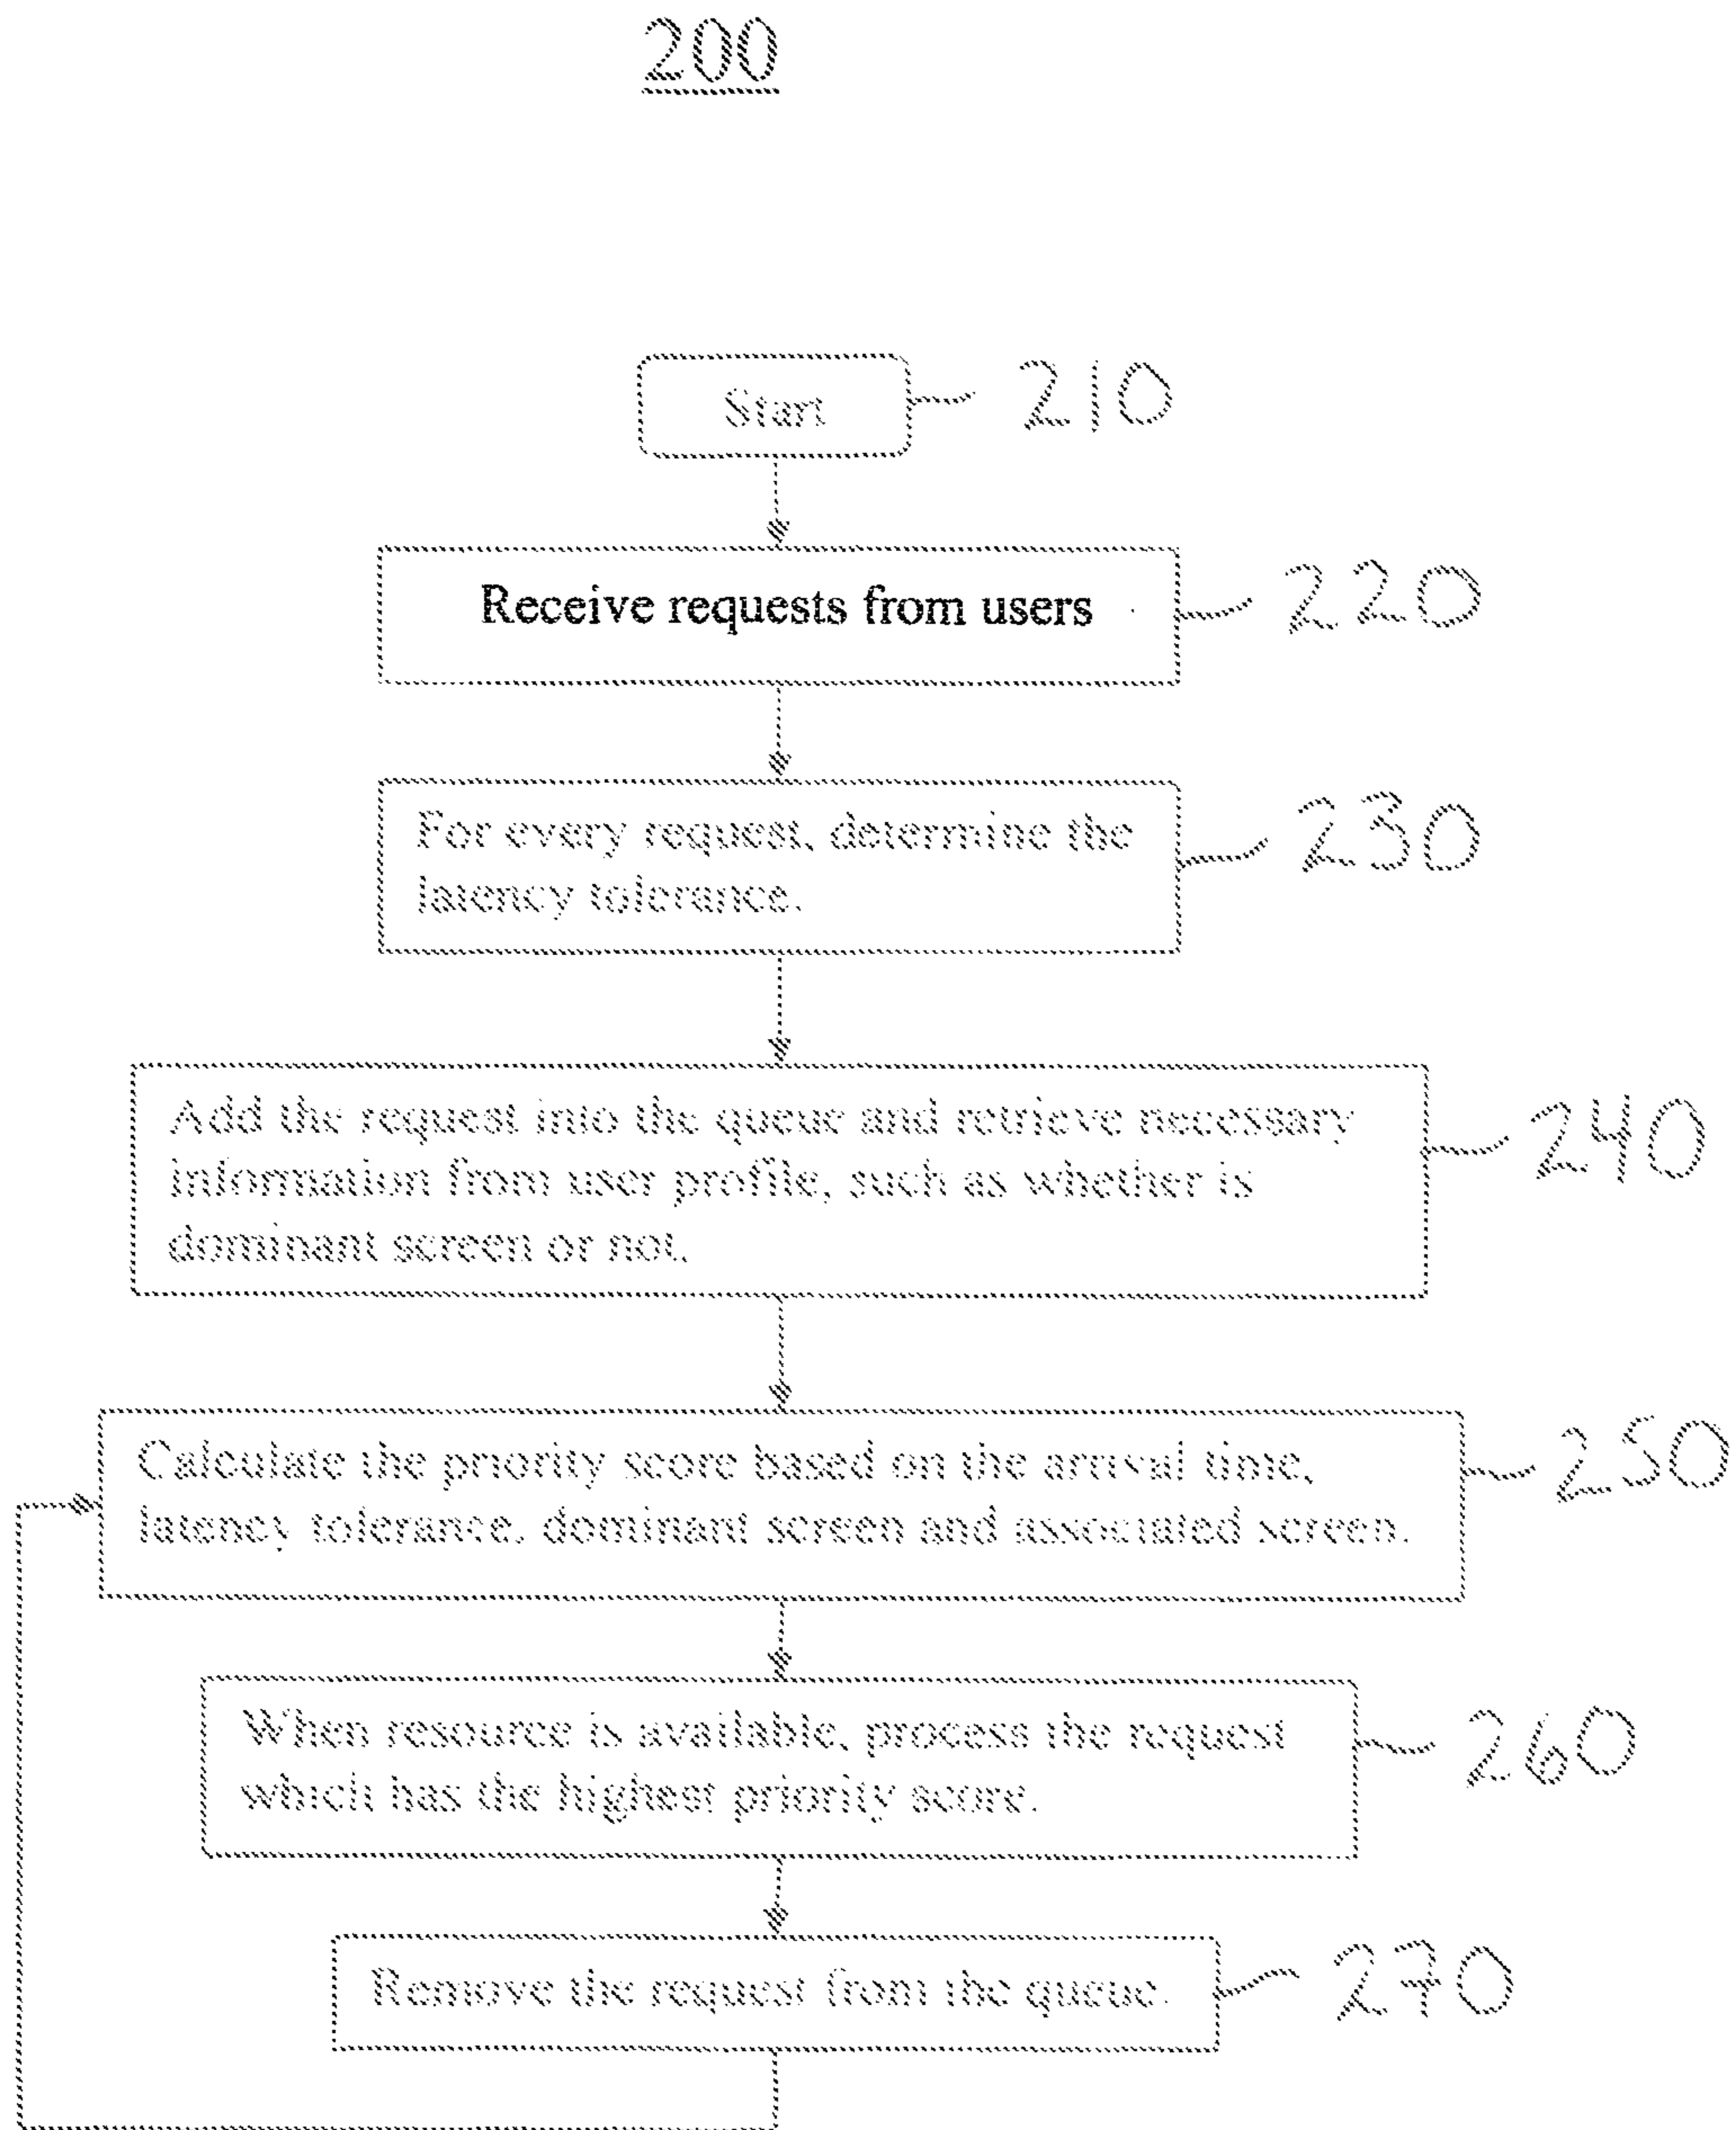 200
Start
210
Receive requests from users
220
For every request, determine the
latency tolerance.
230
Add the request into the queue and retrieve necessary
information from user profile, such as whether is
dominant screen or not.
240
Calculate the priority score based on the arrival time,
latency tolerance, dominant screen and associated screen.
250
When resource is available, process the request
which has the highest priority score.
260
Remove the request from the queue.
270